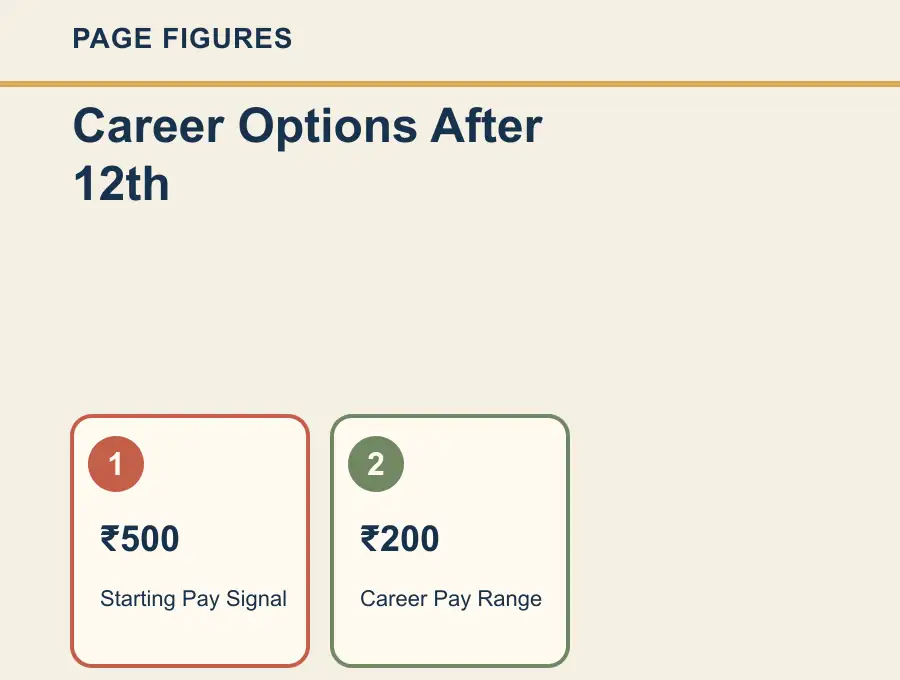 PAGE FIGURES
Career Options After
12th
1
₹500
Starting Pay Signal
2
₹200
Career Pay Range